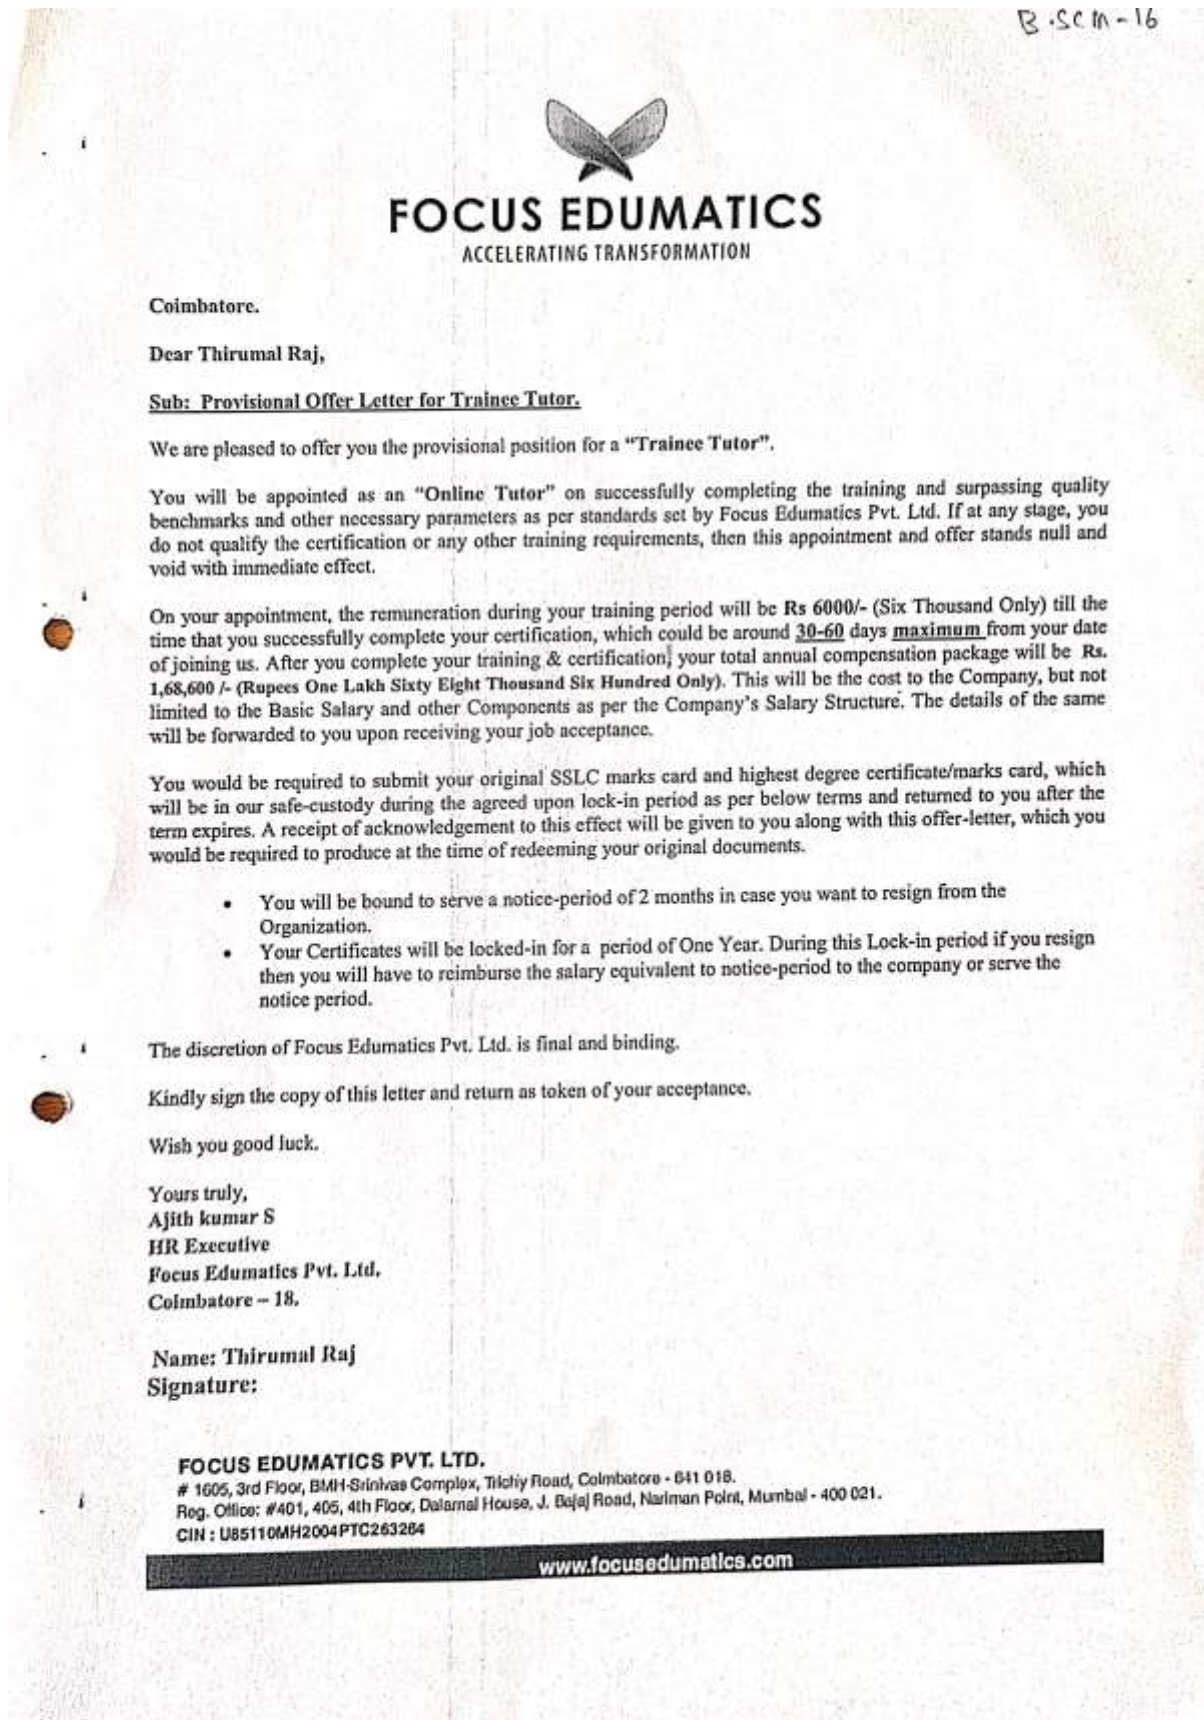 B.SC M-16
FOCUS EDUMATICS
ACCELERATING TRANSFORMATION
Coimbatore.
Dear Thirumal Raj,
Sub: Provisional Offer Letter for Trainee Tutor.
We are pleased to offer you the provisional position for a “Trainee Tutor”.
You will be appointed as an “Online Tutor” on successfully completing the training and surpassing quality
benchmarks and other necessary parameters as per standards set by Focus Edumatics Pvt. Ltd. If at any stage, you
do not qualify the certification or any other training requirements, then this appointment and offer stands null and
void with immediate effect.
On your appointment, the remuneration during your training period will be Rs 6000/- (Six Thousand Only) till the
time that you successfully complete your certification, which could be around 30-60 days maximum from your date
of joining us. After you complete your training & certification, your total annual compensation package will be Rs.
1,68,600 /- (Rupees One Lakh Sixty Eight Thousand Six Hundred Only). This will be the cost to the Company, but not
limited to the Basic Salary and other Components as per the Company’s Salary Structure. The details of the same
will be forwarded to you upon receiving your job acceptance.
You would be required to submit your original SSLC marks card and highest degree certificate/marks card, which
will be in our safe-custody during the agreed upon lock-in period as per below terms and returned to you after the
term expires. A receipt of acknowledgement to this effect will be given to you along with this offer-letter, which you
would be required to produce at the time of redeeming your original documents.
• You will be bound to serve a notice-period of 2 months in case you want to resign from the
Organization.
• Your Certificates will be locked-in for a period of One Year. During this Lock-in period if you resign
then you will have to reimburse the salary equivalent to notice-period to the company or serve the
notice period.
The discretion of Focus Edumatics Pvt. Ltd. is final and binding.
Kindly sign the copy of this letter and return as token of your acceptance.
Wish you good luck.
Yours truly,
Ajith kumar S
HR Executive
Focus Edumatics Pvt. Ltd,
Coimbatore – 18.
Name: Thirumal Raj
Signature:
FOCUS EDUMATICS PVT. LTD.
# 1605, 3rd Floor, BMH-Srinivas Complex, Trichy Road, Coimbatore - 641 018.
Reg. Office: #401, 405, 4th Floor, Dalamal House, J. Bajaj Road, Nariman Point, Mumbai - 400 021.
CIN : U85110MH2004PTC263264
www.focusedumatics.com